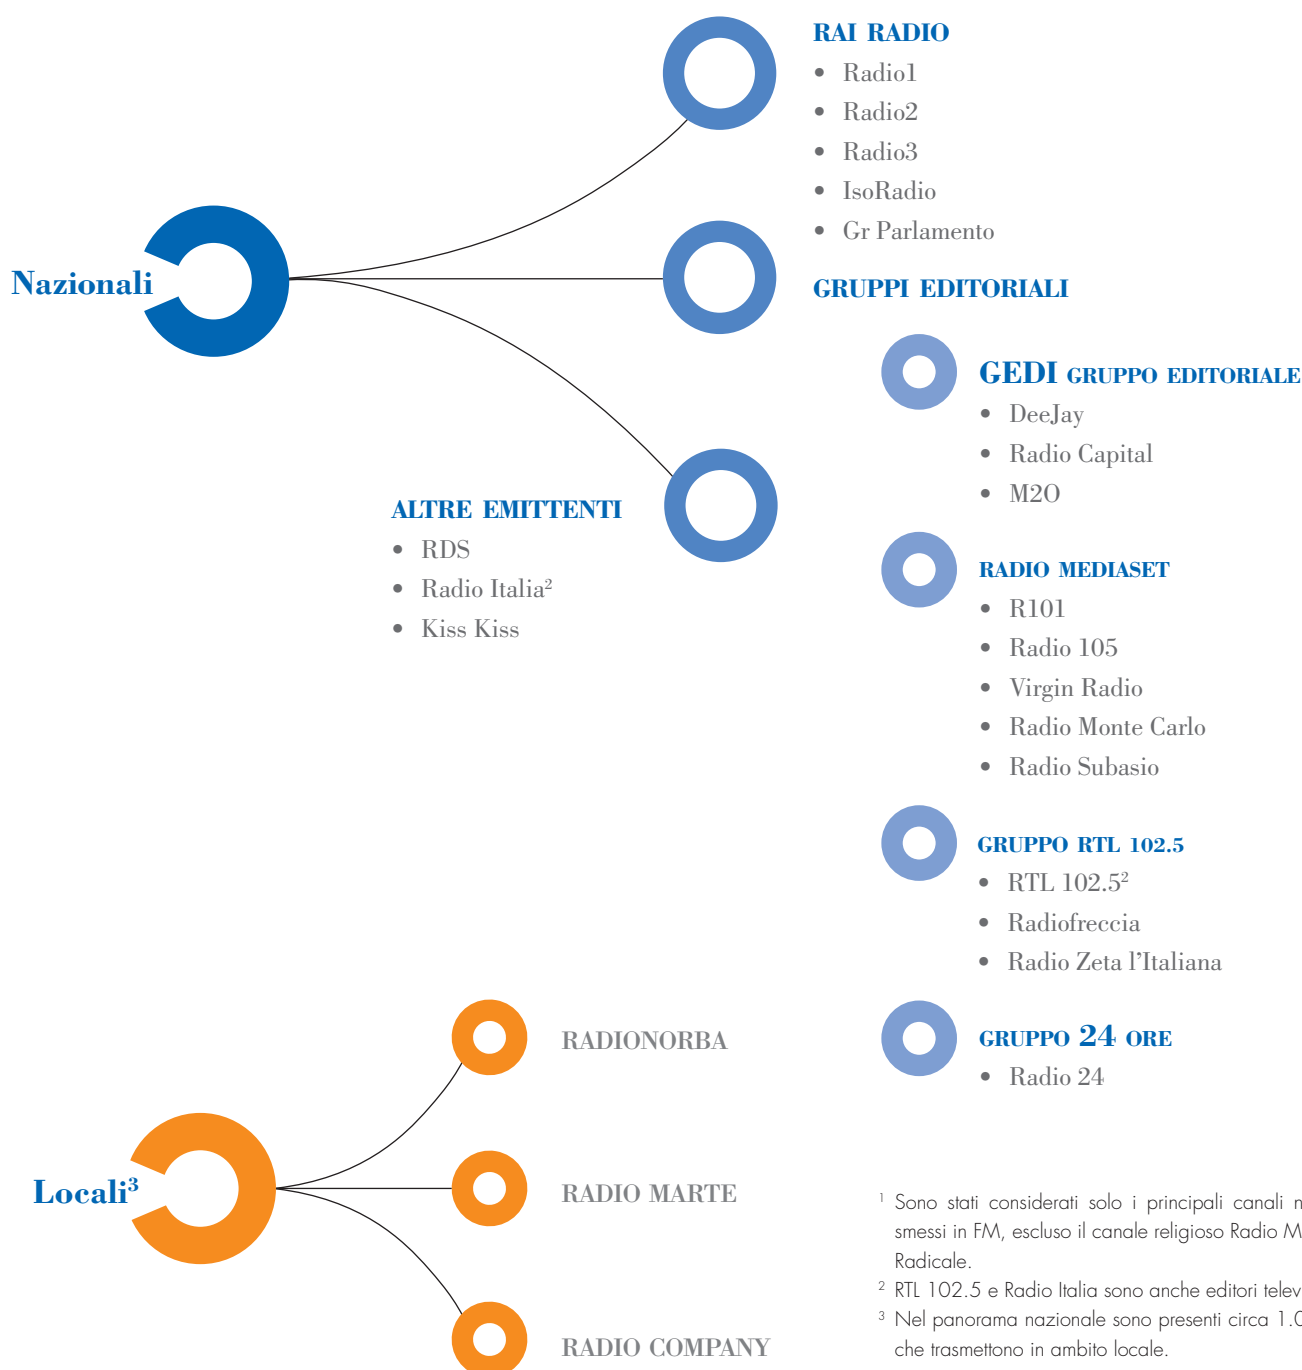 Nazionali
RAI RADIO
• Radio1
• Radio2
• Radio3
• IsoRadio
• Gr Parlamento
GRUPPI EDITORIALI
GEDI GRUPPO EDITORIALE
• DeeJay
• Radio Capital
• M2O
RADIO MEDIASET
• R101
• Radio 105
• Virgin Radio
• Radio Monte Carlo
• Radio Subasio
GRUPPO RTL 102.5
• RTL 102.5²
• Radiofreccia
• Radio Zeta l'Italiana
GRUPPO 24 ORE
• Radio 24
ALTRE EMITTENTI
• RDS
• Radio Italia²
• Kiss Kiss
Locali³
RADIONORBA
RADIO MARTE
RADIO COMPANY
¹ Sono stati considerati solo i principali canali
smessi in FM, escluso il canale religioso Radio
Radicale.
² RTL 102.5 e Radio Italia sono anche editori
³ Nel panorama nazionale sono presenti circa
che trasmettono in ambito locale.